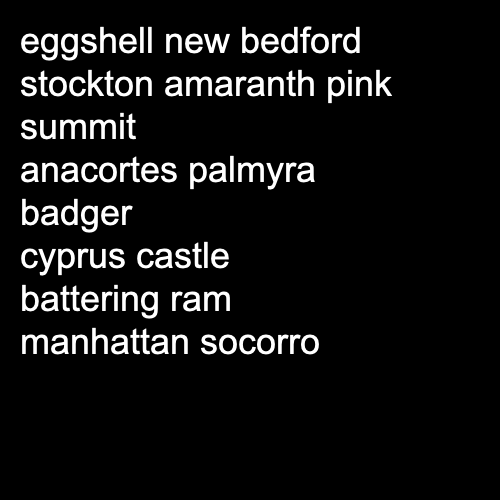 eggshell new bedford
stockton amaranth pink
summit
anacortes palmyra
badger
cyprus castle
battering ram
manhattan socorro